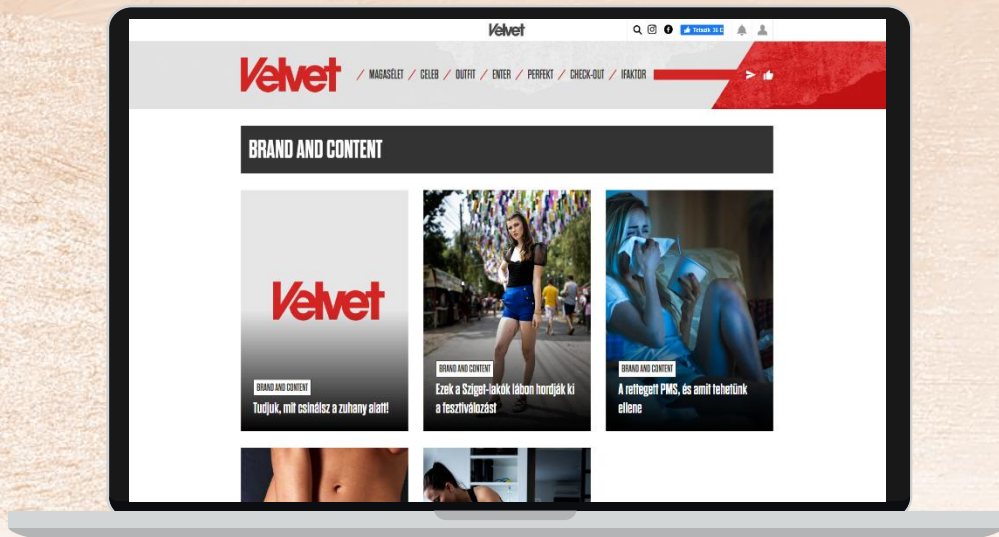 Velvet
Tetszik 36 E
Velvet / MAGASÉLET / CELEB / OUTFIT / ENTER / PERFEKT / CHECK-OUT / IFAKTOR
BRAND AND CONTENT
Velvet
BRAND AND CONTENT
Tudjuk, mit csinálsz a zuhany alatt!
BRAND AND CONTENT
Ezek a Sziget-lakók lábon hordják ki
a fesztiválozást
BRAND AND CONTENT
A rettegett PMS, és amit tehetünk
ellene